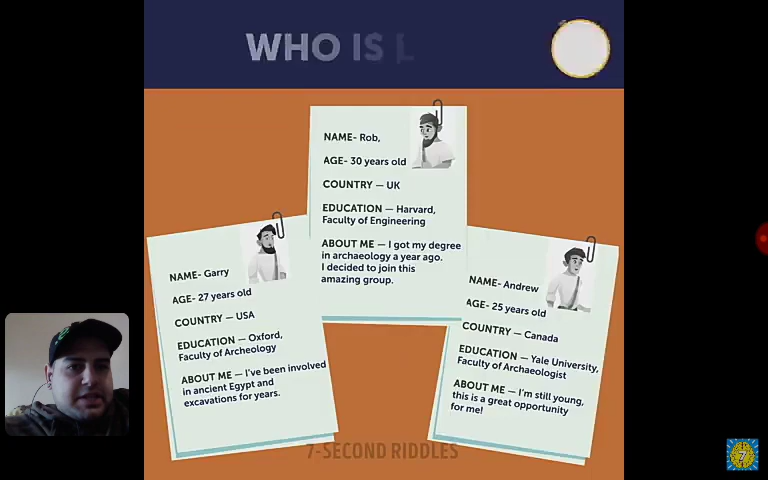 WHO IS L
NAME- Rob,
AGE- 30 years old
COUNTRY — UK
EDUCATION — Harvard,
Faculty of Engineering
ABOUT ME — I got my degree
in archaeology a year ago.
I decided to join this
amazing group.
NAME- Garry
AGE- 27 years old
COUNTRY — USA
EDUCATION — Oxford,
Faculty of Archeology
ABOUT ME — I've been involved
in ancient Egypt and
excavations for years.
NAME- Andrew
AGE- 25 years old
COUNTRY — Canada
EDUCATION — Yale University,
Faculty of Archaeologist
ABOUT ME — I'm still young,
this is a great opportunity
for me!
7-SECOND RIDDLES
7